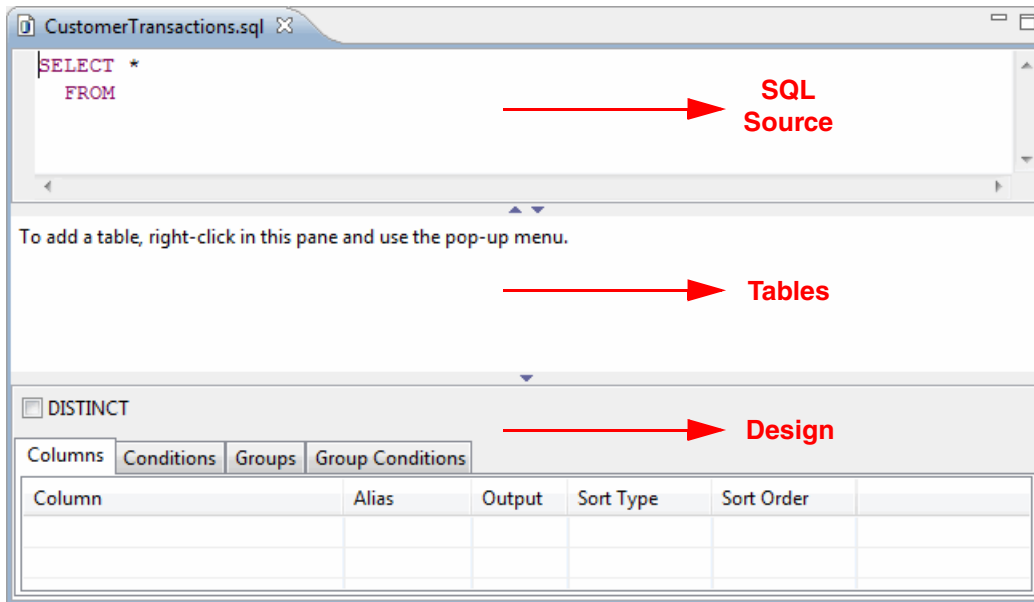 CustomerTransactions.sql
SELECT *
FROM
SQL
Source
To add a table, right-click in this pane and use the pop-up menu.
Tables
DISTINCT
Design
Columns Conditions Groups Group Conditions
Column Alias Output Sort Type Sort Order